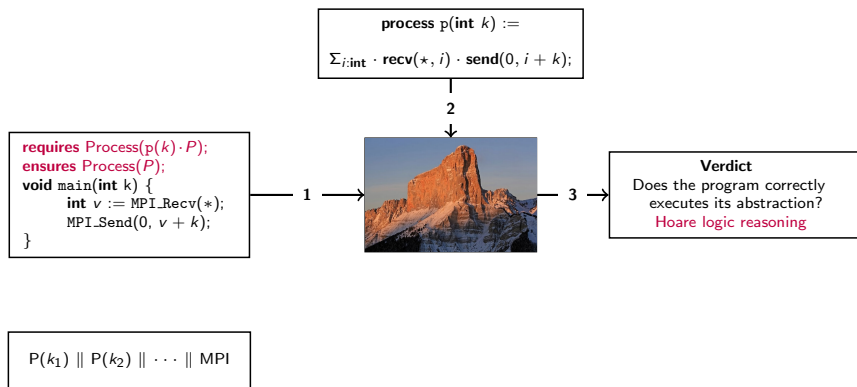 process p(int k) :=
Σi:int · recv(⋆, i) · send(0, i + k);
2
requires Process(p(k)·P);
ensures Process(P);
void main(int k) {
int v := MPI_Recv(*);
MPI_Send(0, v + k);
}
1
3
Verdict
Does the program correctly
executes its abstraction?
Hoare logic reasoning
P(k1) ∥ P(k2) ∥ · · · ∥ MPI